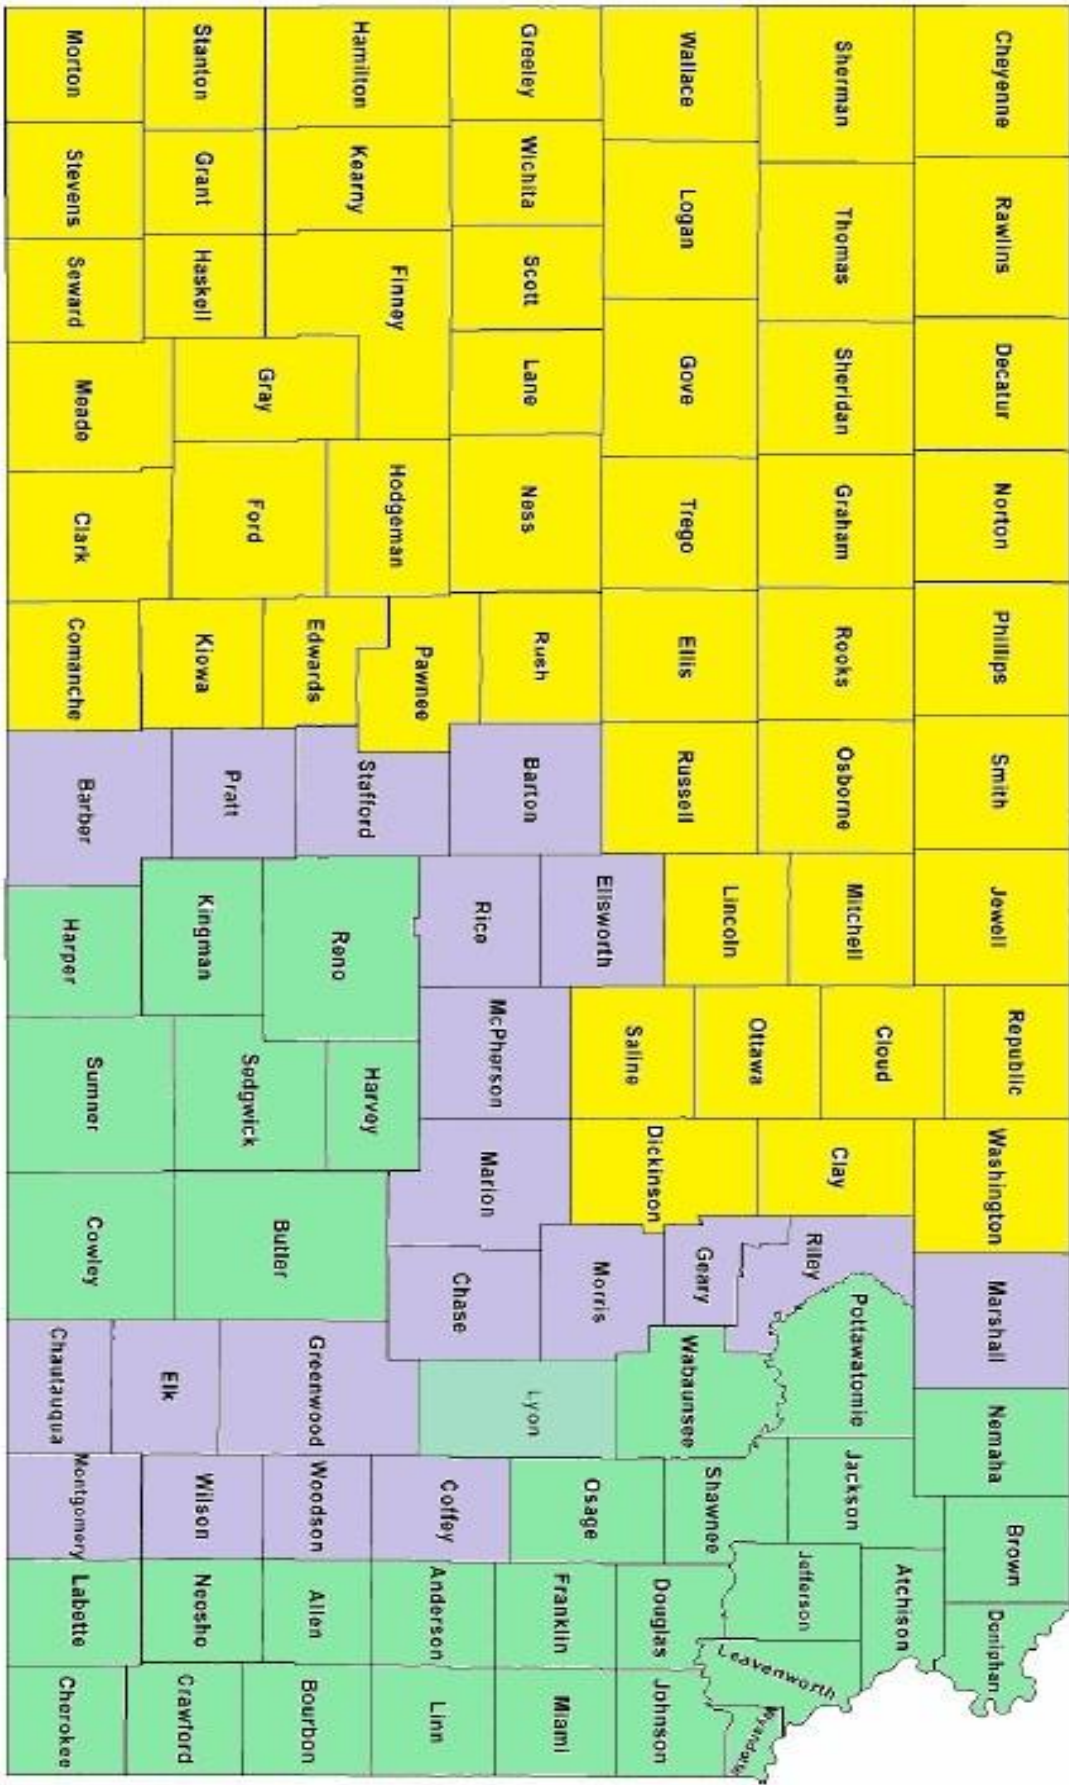 Cheyenne
Rawlins
Decatur
Norton
Phillips
Smith
Jewell
Republic
Washington
Marshall
Nemaha
Brown
Doniphan
Sherman
Thomas
Sheridan
Graham
Rooks
Osborne
Mitchell
Cloud
Clay
Riley
Pottawatomie
Jackson
Atchison
Jefferson
Leavenworth
Wyandotte
Wallace
Logan
Gove
Trego
Ellis
Russell
Lincoln
Ottawa
Saline
Dickinson
Geary
Morris
Wabaunsee
Shawnee
Douglas
Johnson
Greeley
Wichita
Scott
Lane
Ness
Rush
Barton
Ellsworth
Rice
McPherson
Marion
Chase
Lyon
Osage
Franklin
Miami
Hamilton
Kearny
Finney
Hodgeman
Pawnee
Stafford
Reno
Harvey
Butler
Greenwood
Coffey
Anderson
Linn
Stanton
Grant
Haskell
Gray
Ford
Edwards
Kiowa
Pratt
Kingman
Sedgwick
Elk
Woodson
Wilson
Allen
Neosho
Bourbon
Crawford
Morton
Stevens
Seward
Meade
Clark
Comanche
Barber
Harper
Sumner
Cowley
Chautauqua
Montgomery
Labette
Cherokee